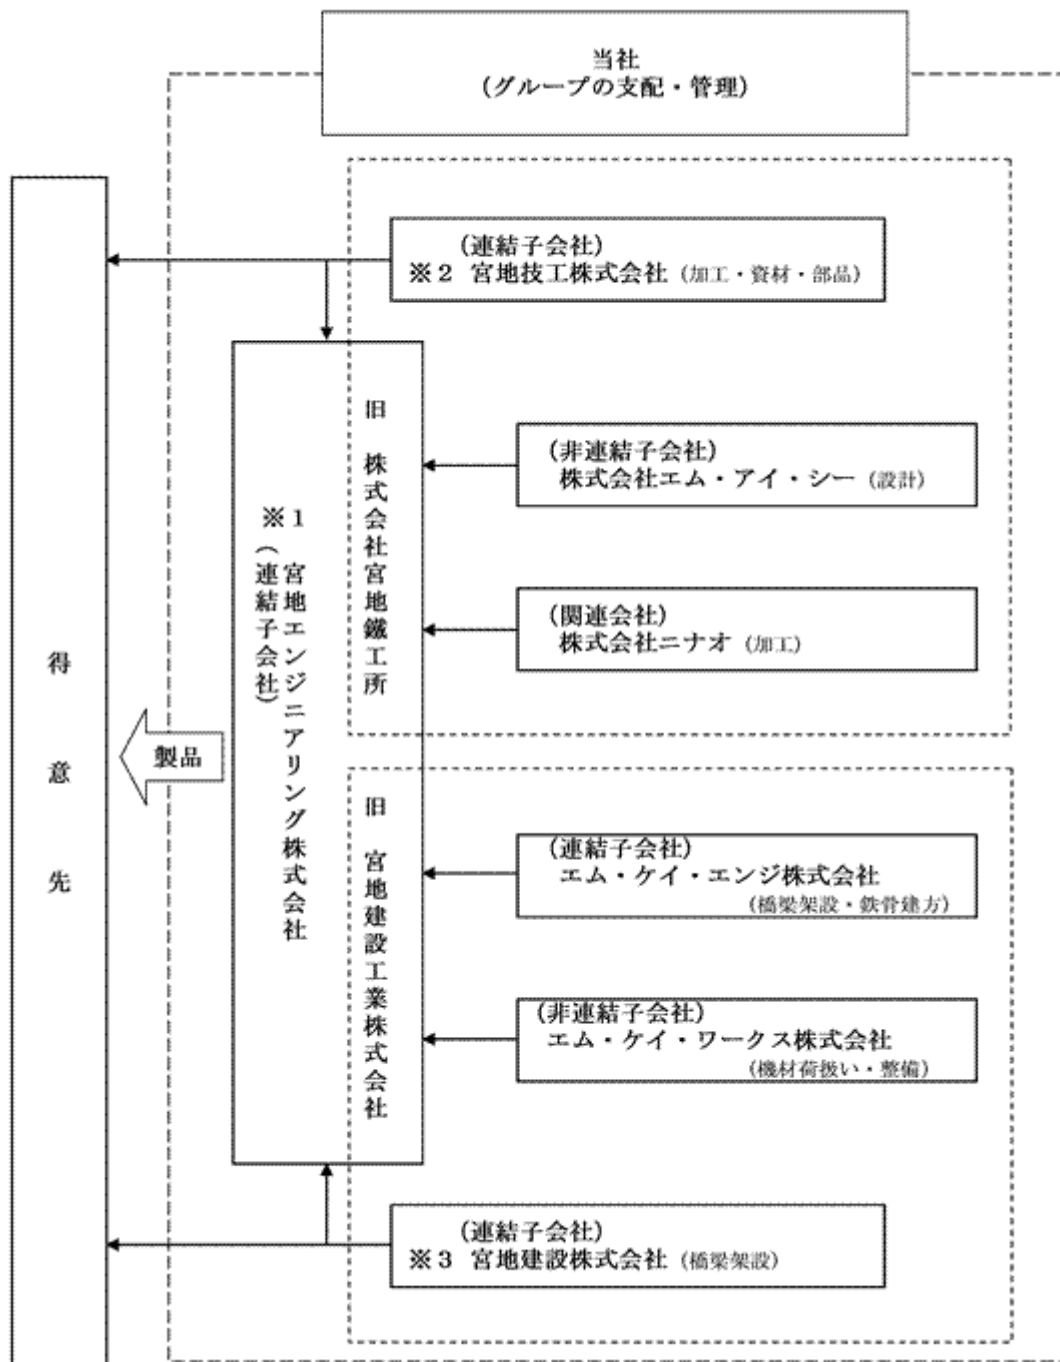 当社
(グループの支配・管理)
(連結子会社)
※2 宮地技工株式会社 (加工・資材・部品)
旧 株式会社宮地鐵工所
(非連結子会社)
株式会社エム・アイ・シー (設計)
※1 宮地エンジニアリング株式会社
(連結子会社)
(関連会社)
株式会社ニナオ (加工)
得意先
製品
旧 宮地建設工業株式会社
(連結子会社)
エム・ケイ・エンジ株式会社
(橋梁架設・鉄骨建方)
(非連結子会社)
エム・ケイ・ワークス株式会社
(機材荷扱い・整備)
(連結子会社)
※3 宮地建設株式会社 (橋梁架設)